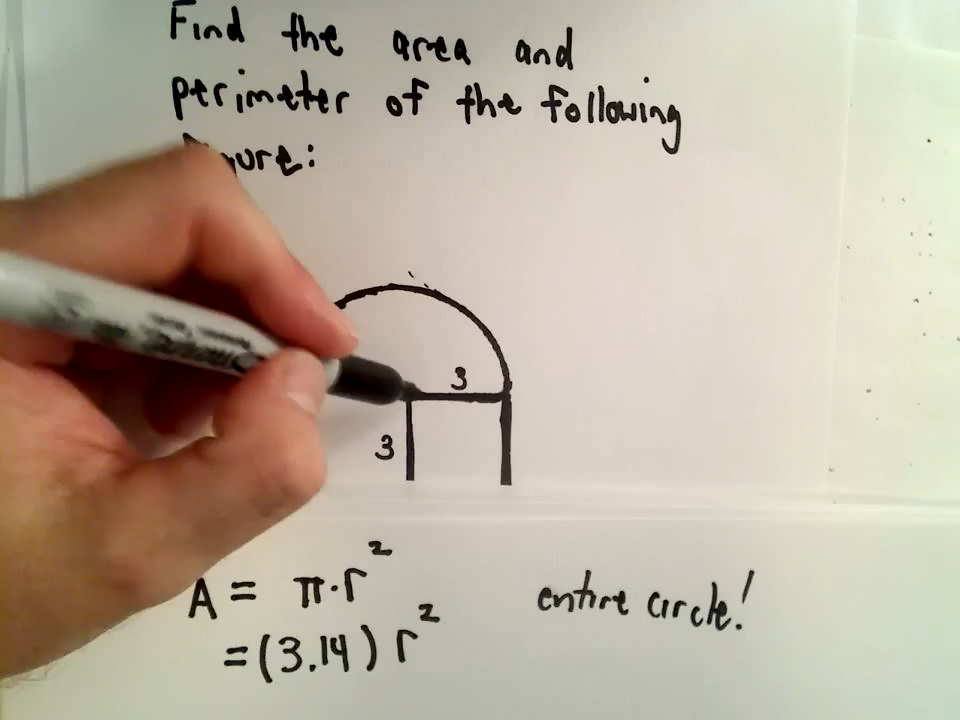 Find the area and
perimeter of the following
3
3
A = π·r²
=(3.14) r²
entire circle!